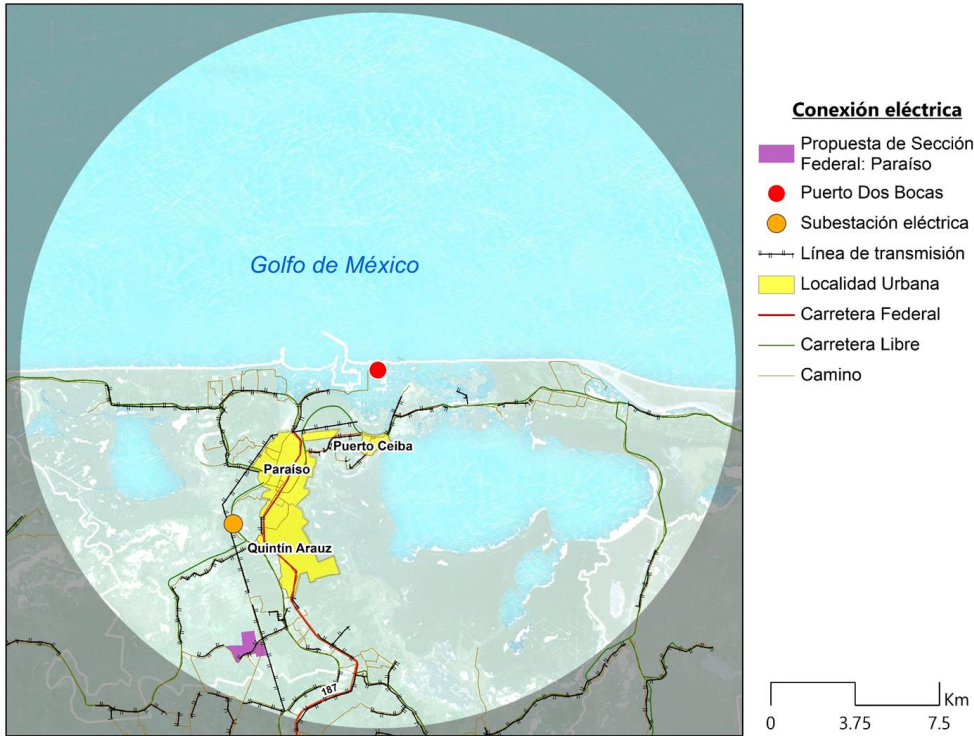 Golfo de México
Puerto Ceiba
Paraíso
Quintín Arauz
187
Conexión eléctrica
Propuesta de Sección
Federal: Paraíso
Puerto Dos Bocas
Subestación eléctrica
Línea de transmisión
Localidad Urbana
Carretera Federal
Carretera Libre
Camino
Km
0 3.75 7.5